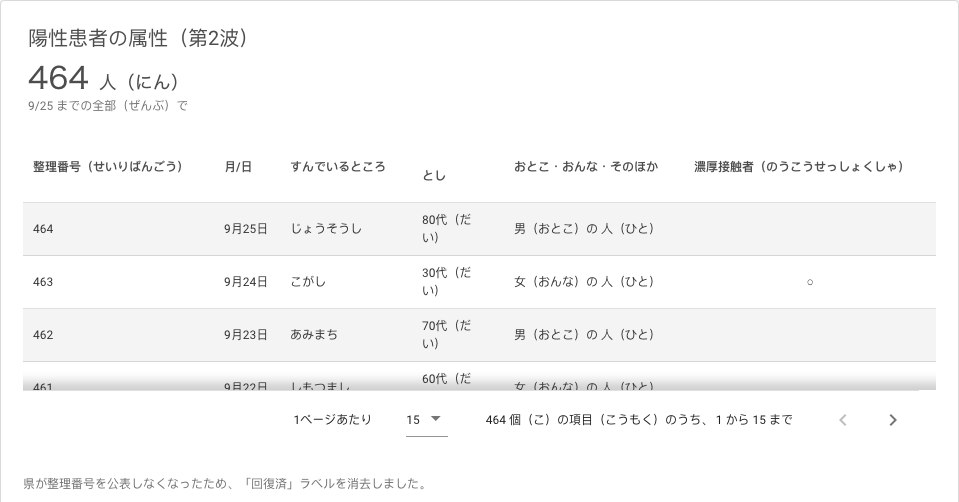 陽性患者の属性（第2波）
464 人（にん）
9/25 までの全部（ぜんぶ）で
整理番号（せいりばんごう） 月/日 すんでいるところ とし おとこ・おんな・そのほか 濃厚接触者（のうこうせっしょくしゃ）
464 9月25日 じょうそうし 80代（だい） 男（おとこ）の 人（ひと）
463 9月24日 こがし 30代（だい） 女（おんな）の 人（ひと） ○
462 9月23日 あみまち 70代（だい） 男（おとこ）の 人（ひと）
461 9月22日 しもつまし 60代（だ 女（おんな）の 人（ひと）
1ページあたり 15 464 個（こ）の項目（こうもく）のうち、1 から 15 まで
県が整理番号を公表しなくなったため、「回復済」ラベルを消去しました。